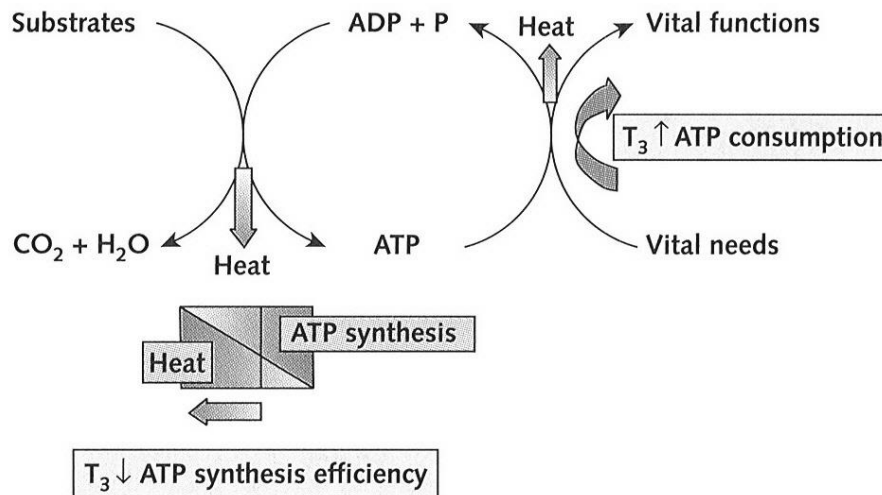 Substrates
ADP + P
Heat
Vital functions
T₃ ↑ ATP consumption
CO₂ + H₂O
Heat
ATP
Vital needs
ATP synthesis
Heat
T₃ ↓ ATP synthesis efficiency